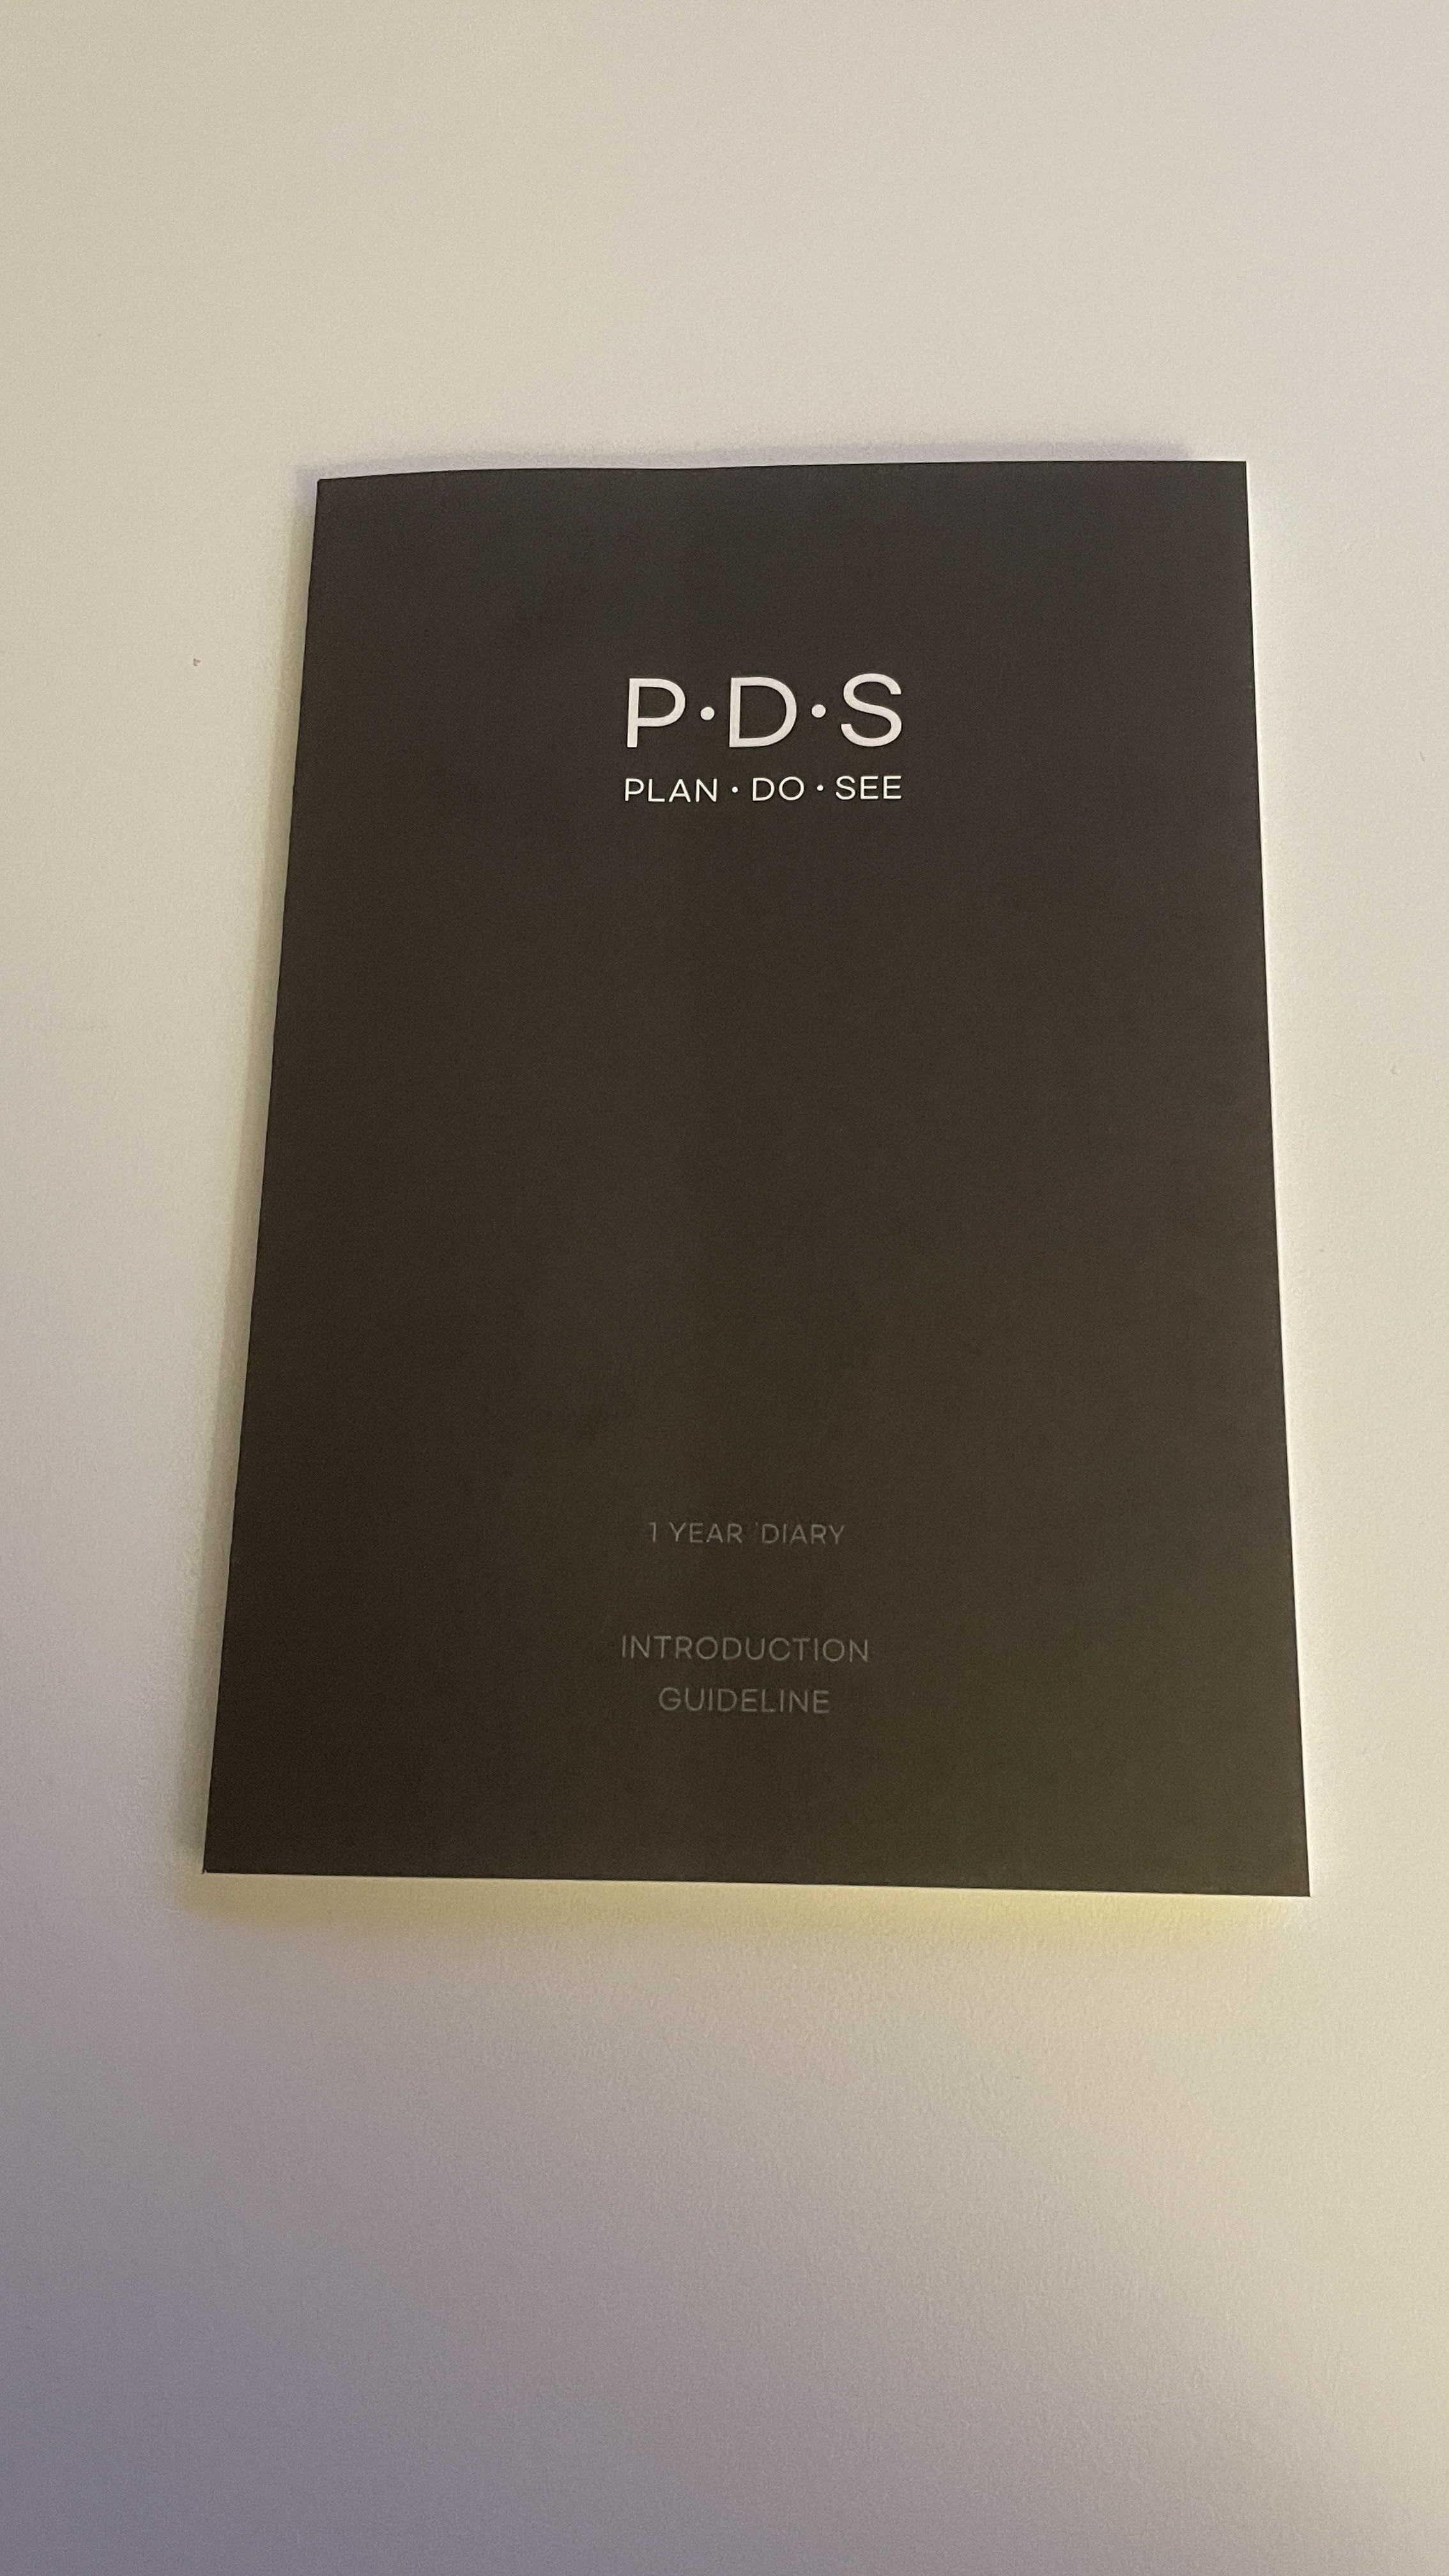 P·D·S
PLAN · DO · SEE
1 YEAR DIARY
INTRODUCTION
GUIDELINE